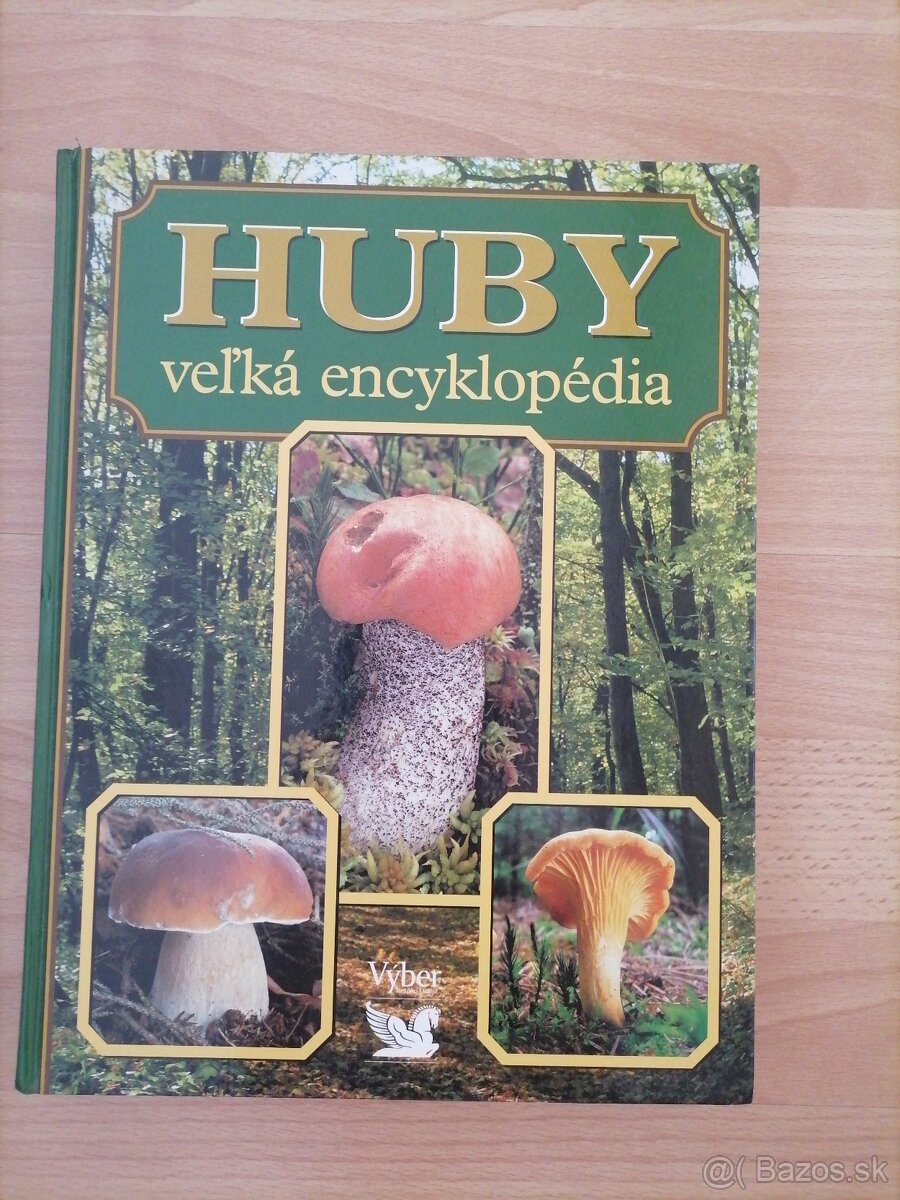 HUBY
veľká encyklopédia
Výber
@( Bazos.sk